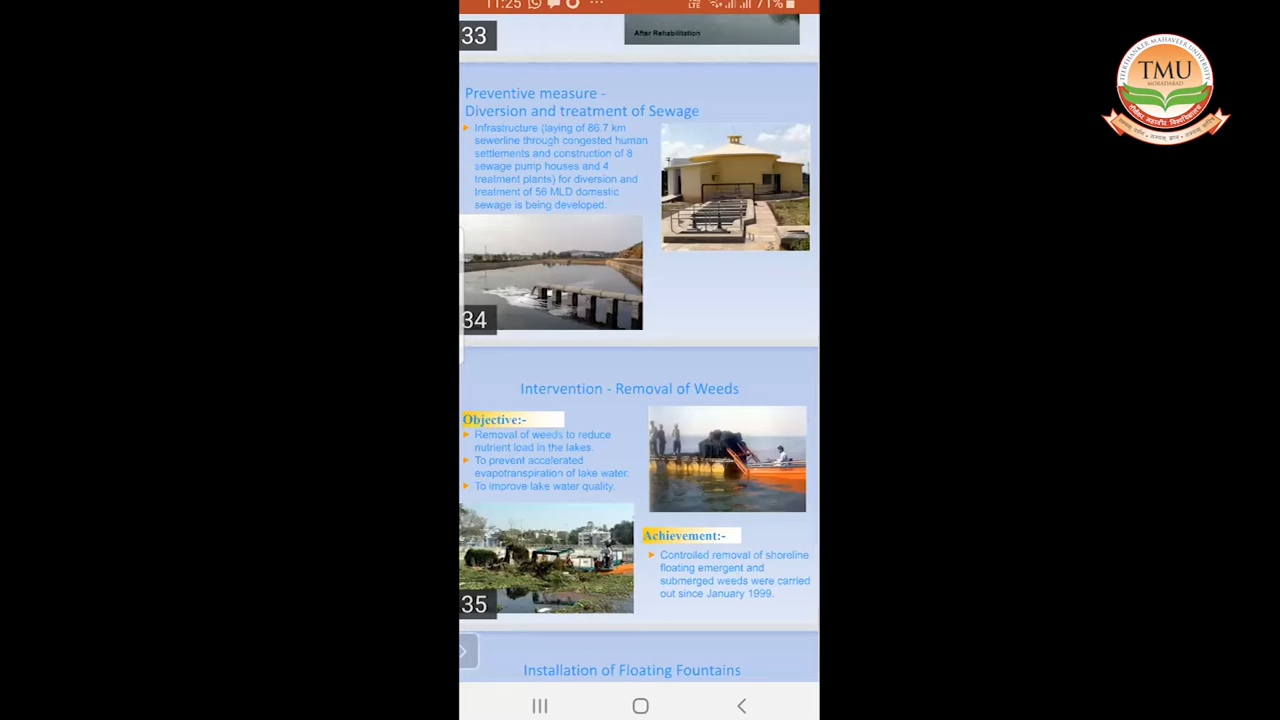 11:25
71%
After Rehabilitation
33
Preventive measure -
Diversion and treatment of Sewage
Infrastructure (laying of 86.7 km
sewerline through congested human
settlements and construction of 8
sewage pump houses and 4
treatment plants) for diversion and
treatment of 56 MLD domestic
sewage is being developed.
34
Intervention - Removal of Weeds
Objective:-
Removal of weeds to reduce
nutrient load in the lakes.
To prevent accelerated
evapotranspiration of lake water.
To improve lake water quality.
Achievement:-
Controlled removal of shoreline
floating emergent and
submerged weeds were carried
out since January 1999.
35
Installation of Floating Fountains
TEERTHANKER MAHAVEER UNIVERSITY
TMU
MORADABAD